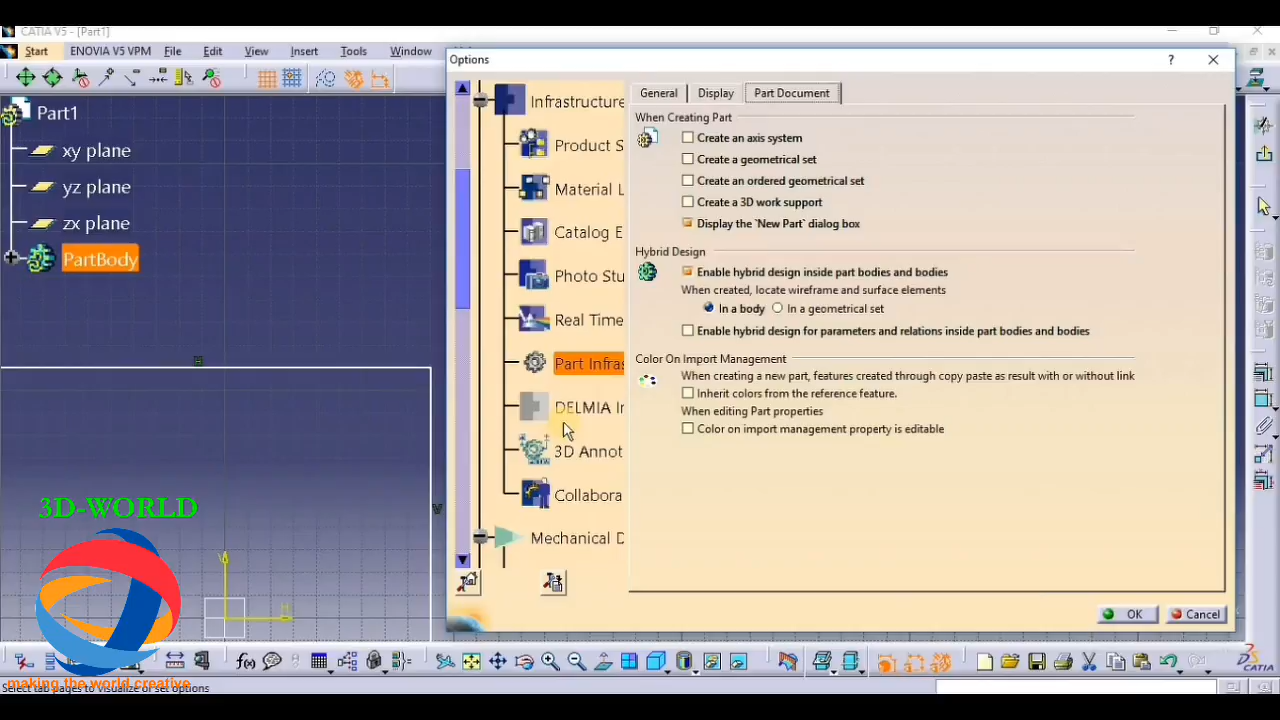 CATIA V5 - [Part1]
Start ENOVIA V5 VPM File Edit View Insert Tools Window
Options
? 
Part1
xy plane
yz plane
zx plane
PartBody
Infrastructure
Product S
Material L
Catalog E
Photo Stu
Real Time
Part Infras
DELMIA In
3D Annot
Collabora
Mechanical D
General Display Part Document
When Creating Part
Create an axis system
Create a geometrical set
Create an ordered geometrical set
Create a 3D work support
Display the `New Part` dialog box
Hybrid Design
Enable hybrid design inside part bodies and bodies
When created, locate wireframe and surface elements
In a body In a geometrical set
Enable hybrid design for parameters and relations inside part bodies and bodies
Color On Import Management
When creating a new part, features created through copy paste as result with or without link
Inherit colors from the reference feature.
When editing Part properties
Color on import management property is editable
OK Cancel
3D-WORLD
V
H
making the world creative
f(x)
Select tab pages to visualize or set options